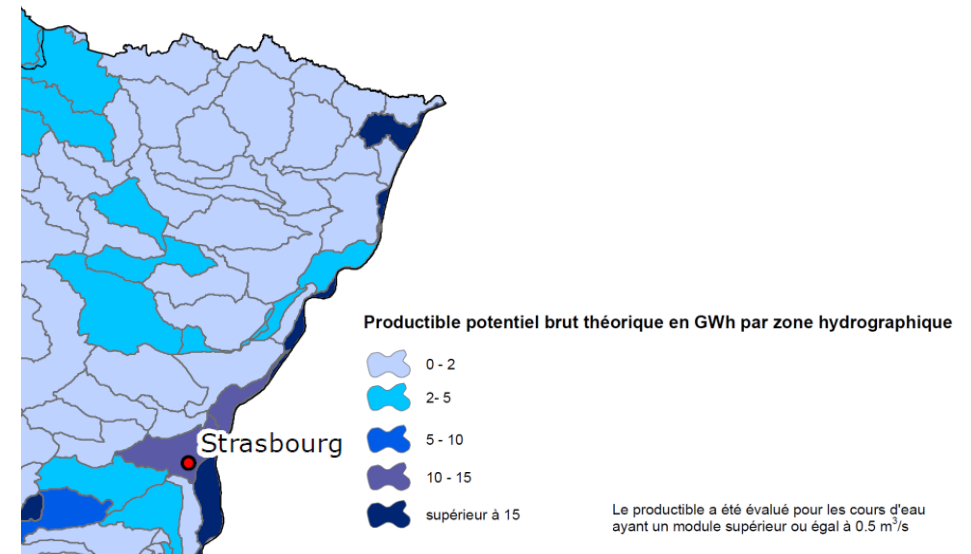 Productible potentiel brut théorique en GWh par zone hydrographique
0 - 2
2- 5
Strasbourg
5 - 10
10 - 15
supérieur à 15
Le productible a été évalué pour les cours d'eau
ayant un module supérieur ou égal à 0.5 m³/s